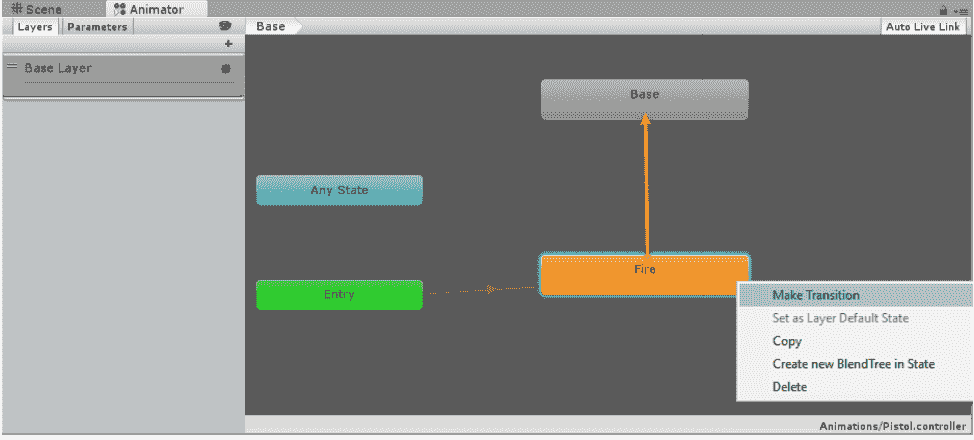 Scene Animator
Layers Parameters Base Auto Live Link
+
Base Layer
Base
Any State
Fire
Entry
Make Transition
Set as Layer Default State
Copy
Create new BlendTree in State
Delete
Animations/Pistol.controller